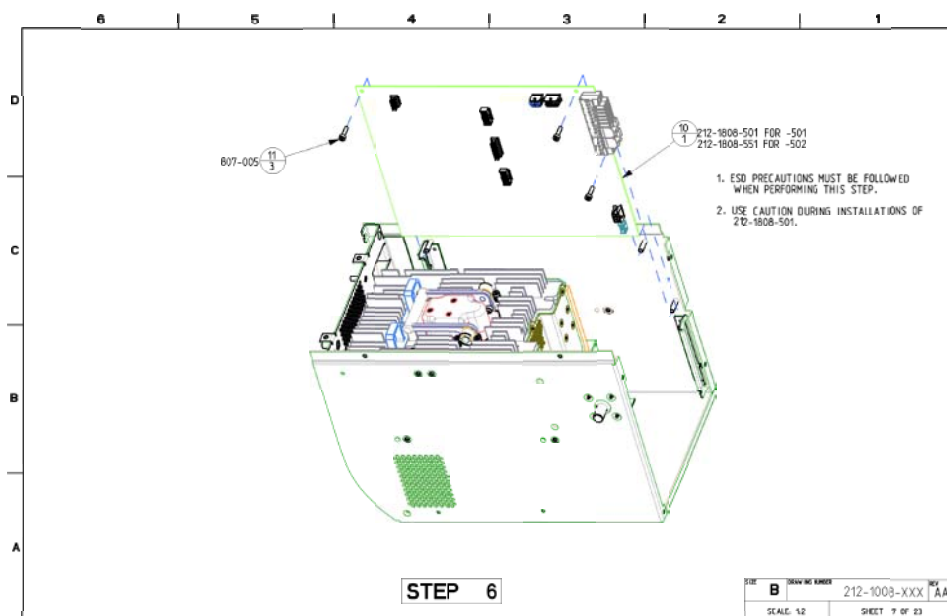 6 5 4 3 2 1
D
C
B
A
807-005
11
3
10
1
212-1808-501 FOR -501
212-1808-551 FOR -502
1. ESD PRECAUTIONS MUST BE FOLLOWED
WHEN PERFORMING THIS STEP.
2. USE CAUTION DURING INSTALLATIONS OF
212-1808-501.
STEP 6
SIZE
B
DRAWING NUMBER
212-1008-XXX
REV
AA
SCALE: 1:2
SHEET 7 OF 23